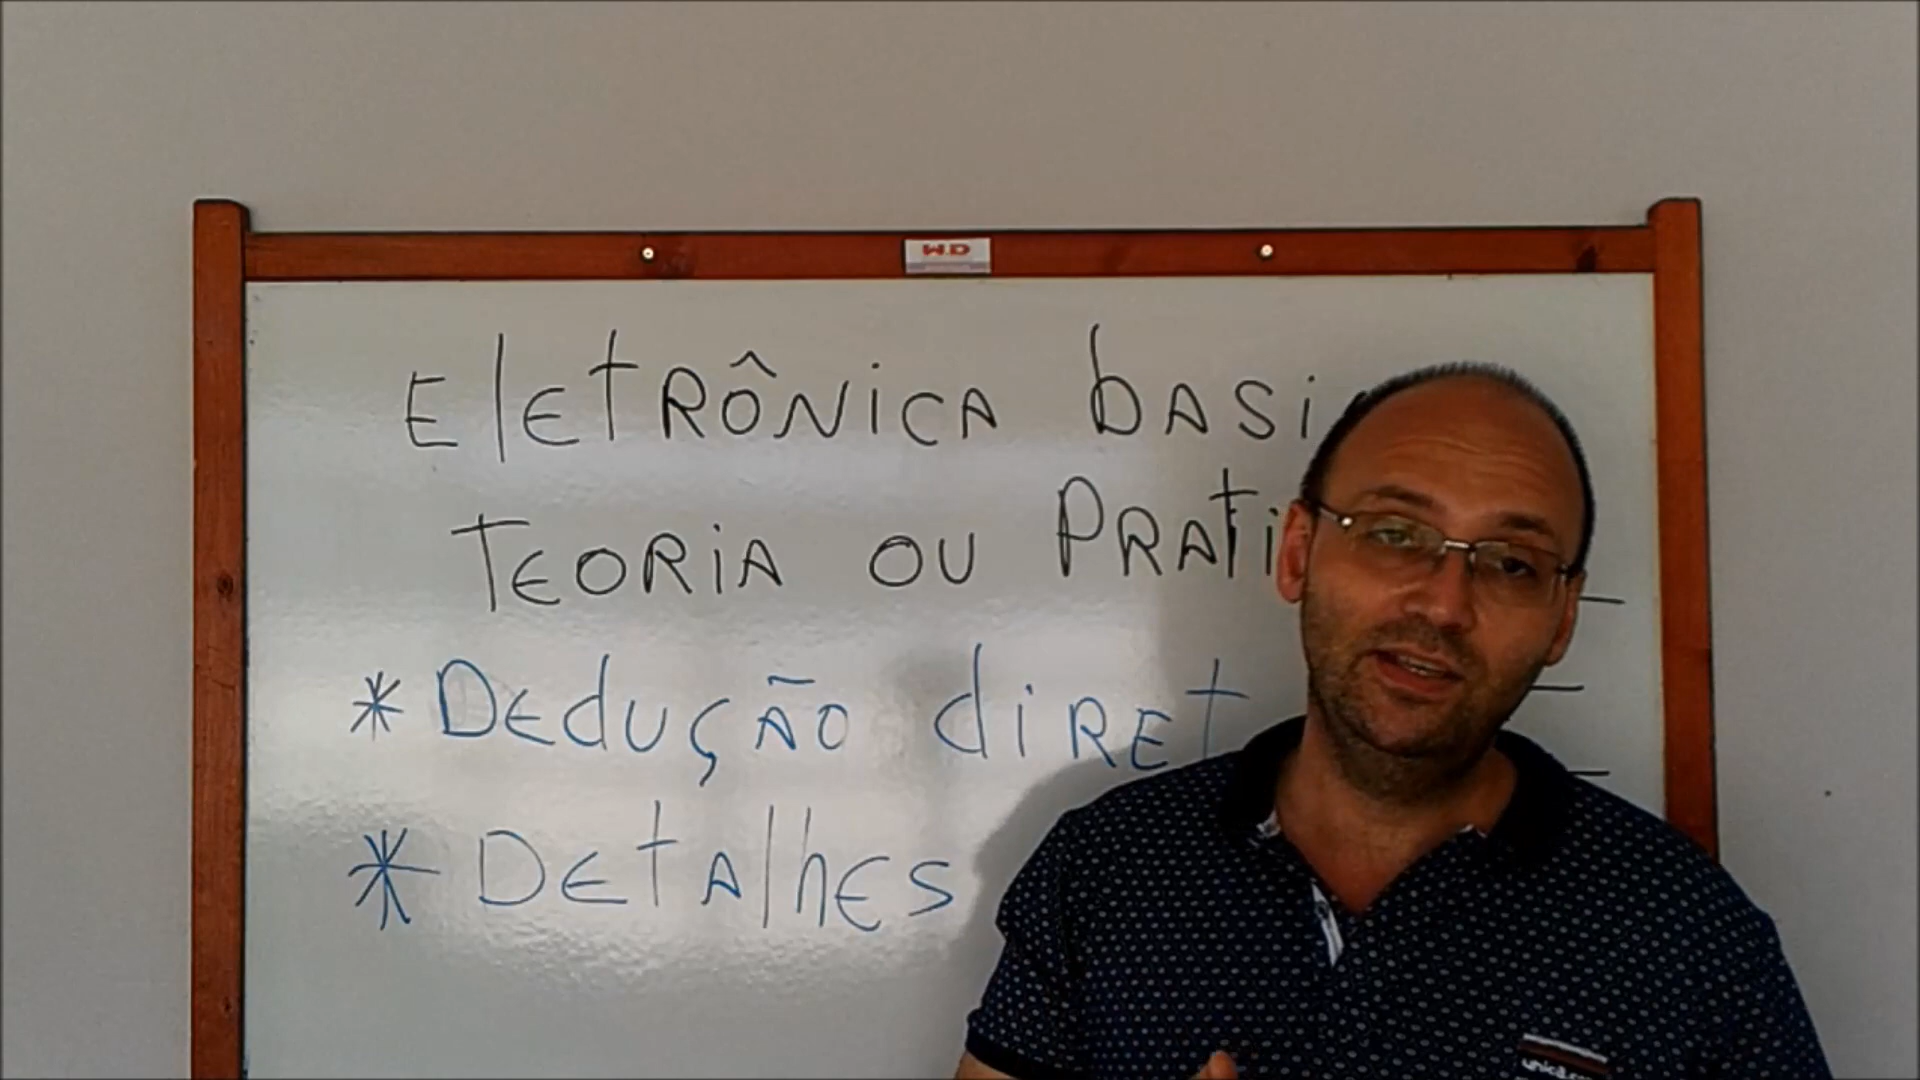 W.D
EletRôNiCA bASi
TEORiA OU PRATi
* DEduçÃO diREt
* DEtAlhES